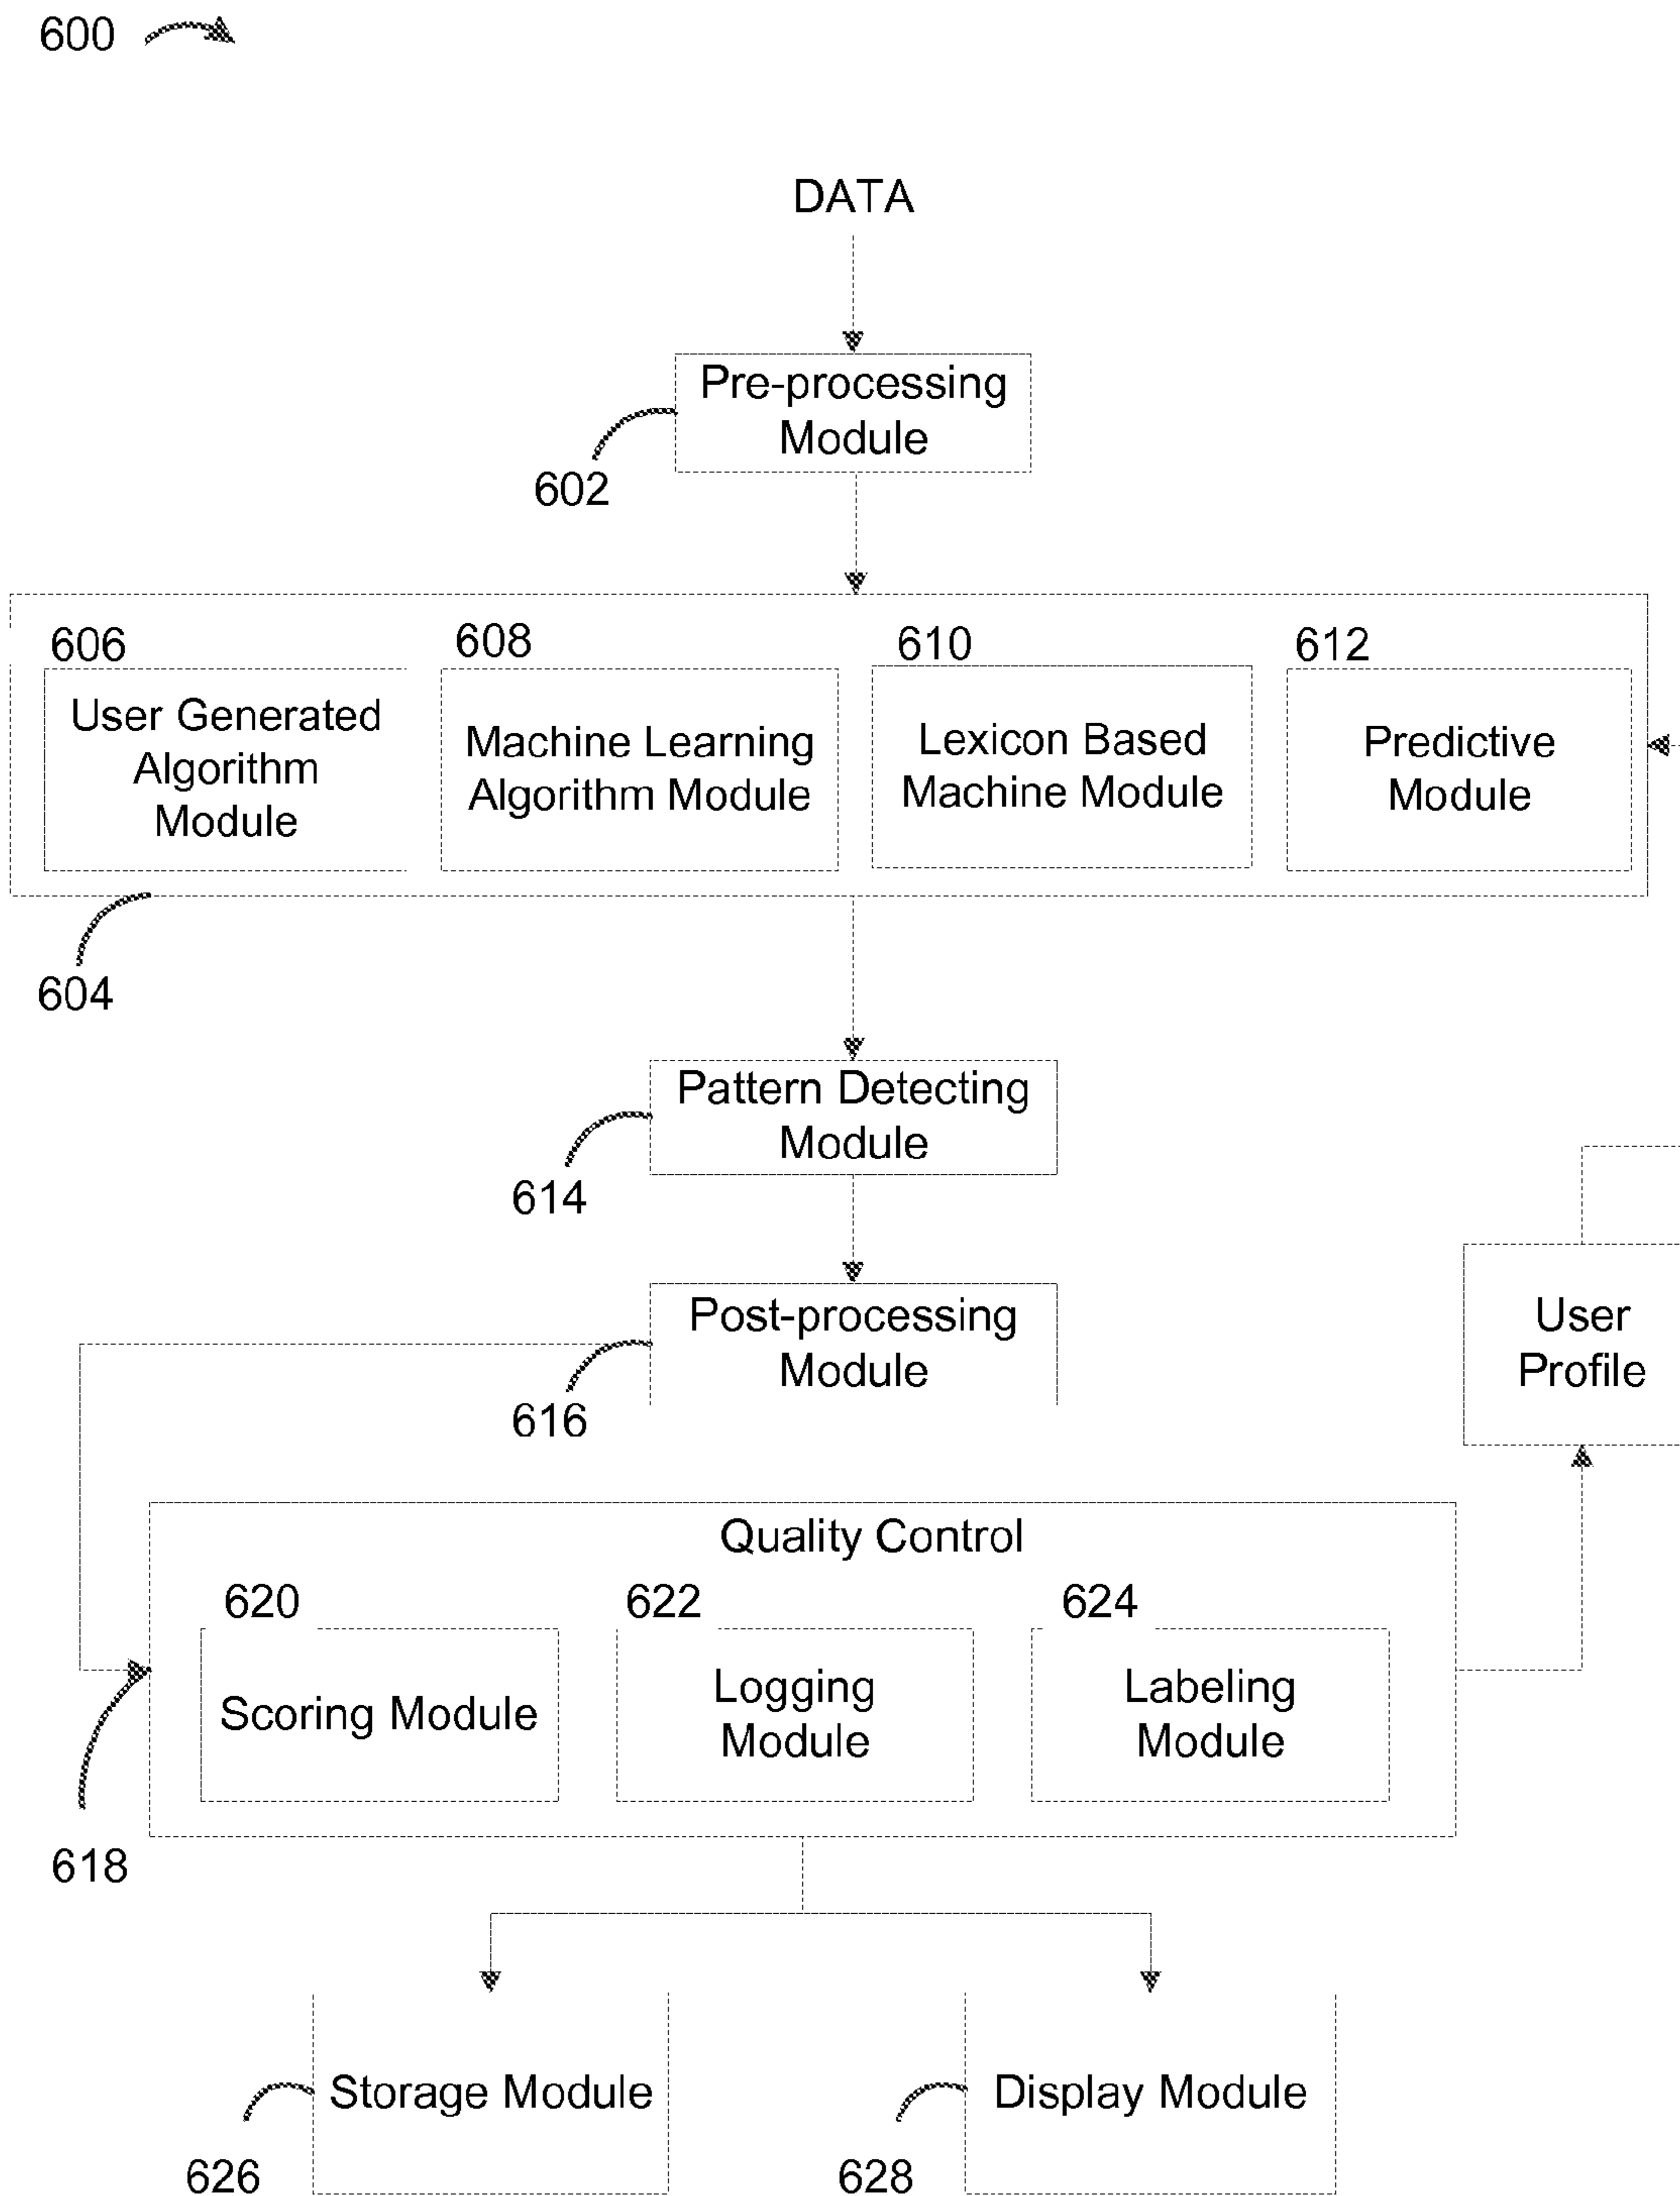 600
DATA
Pre-processing
Module
602
606
608
610
612
User Generated
Algorithm
Module
Machine Learning
Algorithm Module
Lexicon Based
Machine Module
Predictive
Module
604
Pattern Detecting
Module
614
Post-processing
Module
616
User
Profile
Quality Control
620
622
624
Scoring Module
Logging
Module
Labeling
Module
618
Storage Module
Display Module
626
628